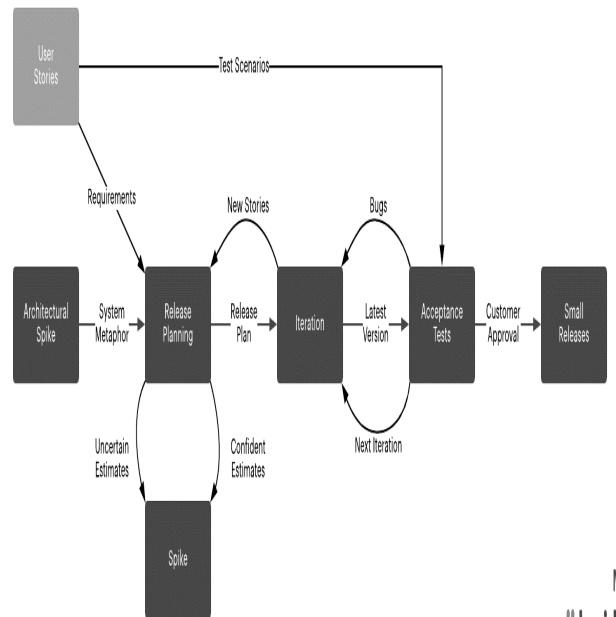 User
Stories
Test Scenarios
Requirements
New Stories
Bugs
Architectural
Spike
System
Metaphor
Release
Planning
Release
Plan
Iteration
Latest
Version
Acceptance
Tests
Customer
Approval
Small
Releases
Next Iteration
Uncertain
Estimates
Confident
Estimates
Spike